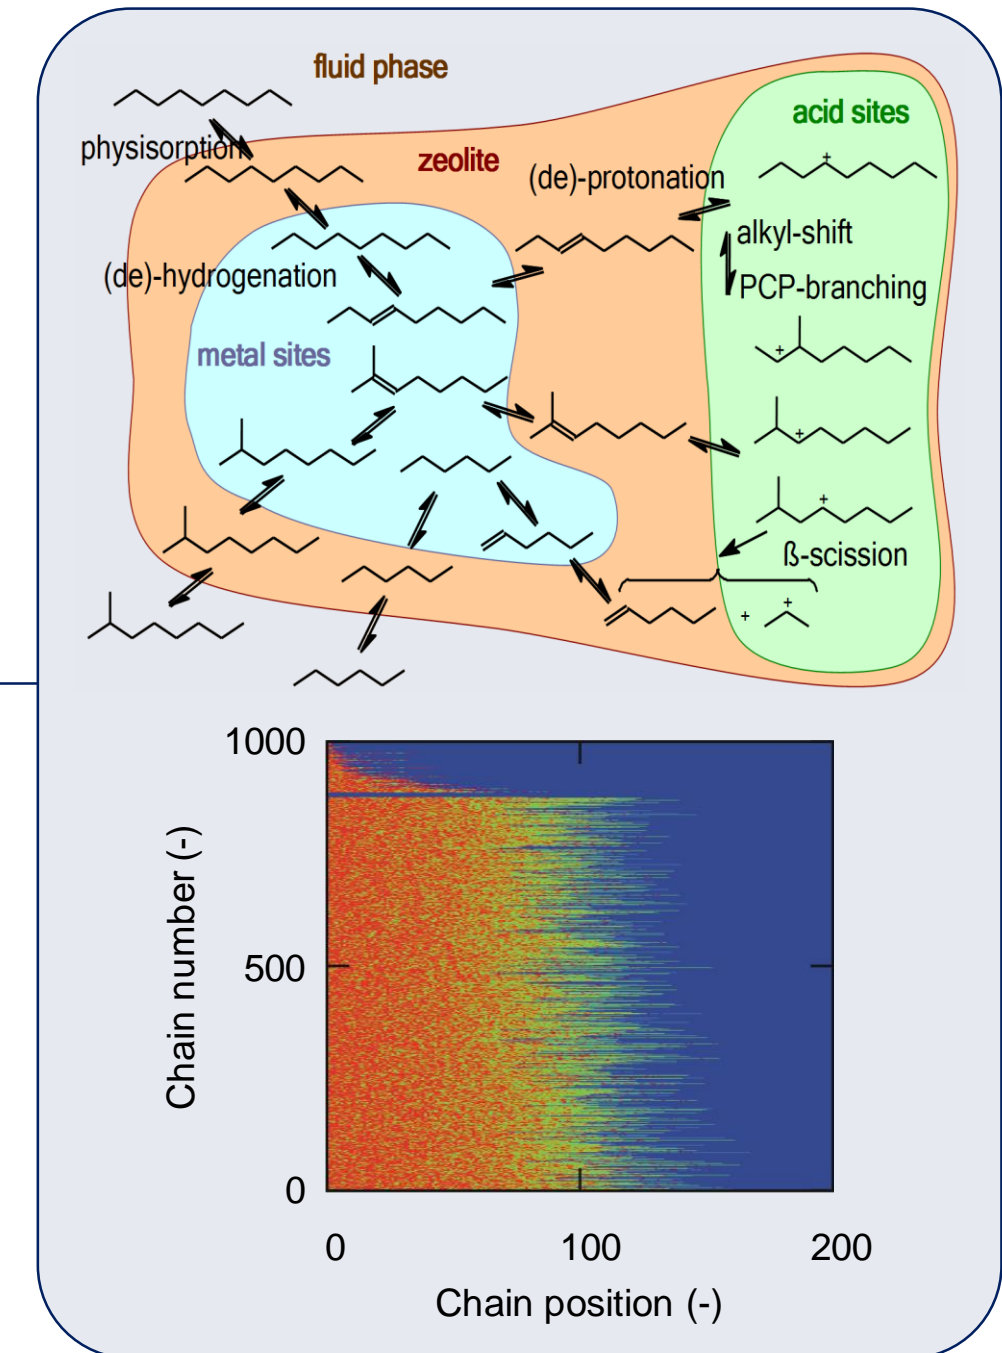 fluid phase
acid sites
physisorption
zeolite
(de)-protonation
+
alkyl-shift
(de)-hydrogenation
PCP-branching
metal sites
+
+
+
ß-scission
+
+
1000
500
0
Chain number (-)
0 100 200
Chain position (-)